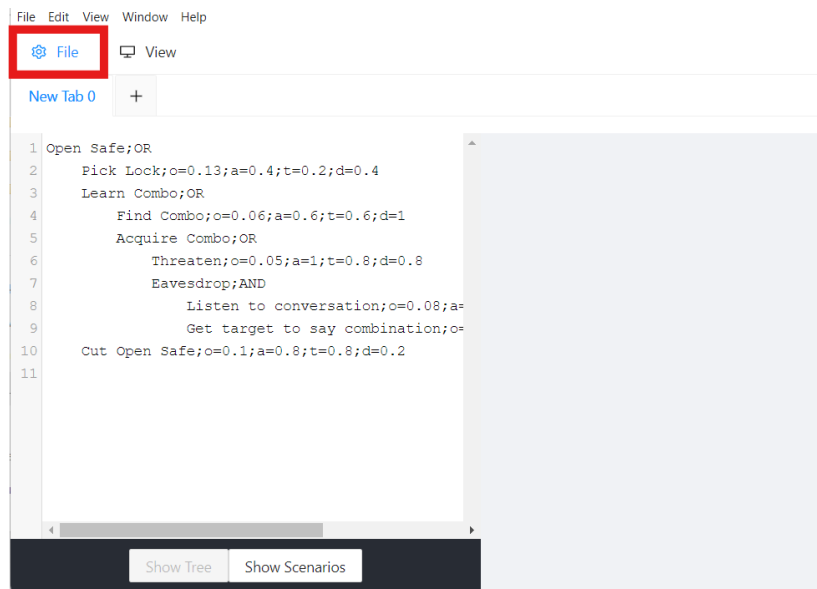 File Edit View Window Help
File View
New Tab 0 +
1 Open Safe;OR
2 Pick Lock;o=0.13;a=0.4;t=0.2;d=0.4
3 Learn Combo;OR
4 Find Combo;o=0.06;a=0.6;t=0.6;d=1
5 Acquire Combo;OR
6 Threaten;o=0.05;a=1;t=0.8;d=0.8
7 Eavesdrop;AND
8 Listen to conversation;o=0.08;a=
9 Get target to say combination;o=
10 Cut Open Safe;o=0.1;a=0.8;t=0.8;d=0.2
11
Show Tree Show Scenarios